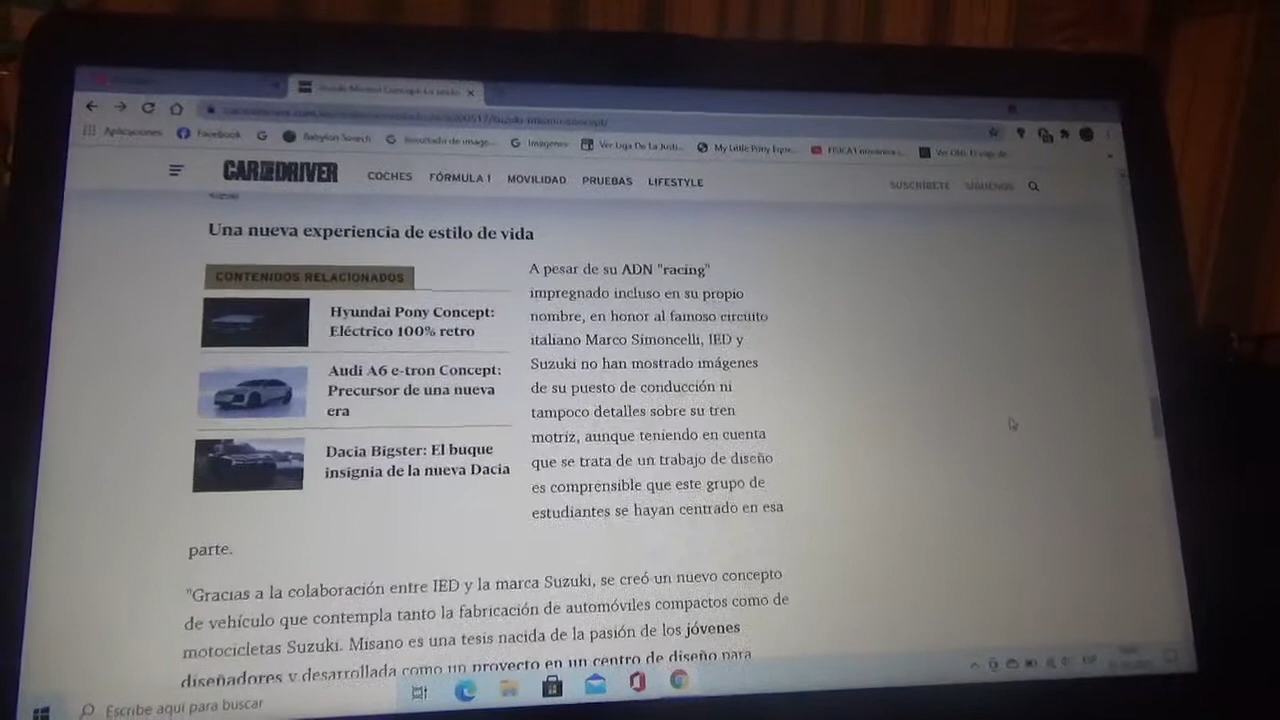 Suzuki Misano Concept: La
Aplicaciones
Facebook
G
Babylon Search
Resultado de image...
Imágenes
Ver Liga De La Justi...
My Little Pony Eque...
CAR AND DRIVER
COCHES
FÓRMULA 1
MOVILIDAD
PRUEBAS
LIFESTYLE
SUSCRÍBETE
SÍGUENOS
Una nueva experiencia de estilo de vida
CONTENIDOS RELACIONADOS
Hyundai Pony Concept:
Eléctrico 100% retro
Audi A6 e-tron Concept:
Precursor de una nueva
era
Dacia Bigster: El buque
insignia de la nueva Dacia
A pesar de su ADN "racing"
impregnado incluso en su propio
nombre, en honor al famoso circuito
italiano Marco Simoncelli, IED y
Suzuki no han mostrado imágenes
de su puesto de conducción ni
tampoco detalles sobre su tren
motriz, aunque teniendo en cuenta
que se trata de un trabajo de diseño
es comprensible que este grupo de
estudiantes se hayan centrado en esa
parte.
"Gracias a la colaboración entre IED y la marca Suzuki, se creó un nuevo concepto
de vehículo que contempla tanto la fabricación de automóviles compactos como de
motocicletas Suzuki. Misano es una tesis nacida de la pasión de los jóvenes
diseñadores y desarrollada como un proyecto en un centro de diseño para
Escribe aquí para buscar
ESP